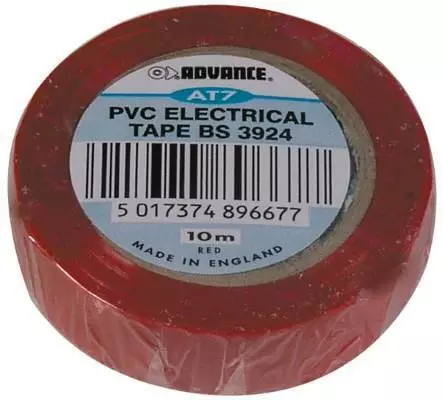 ADVANCE
AT7
PVC ELECTRICAL
TAPE BS 3924
5 017374 896677
10m
RED
MADE IN ENGLAND